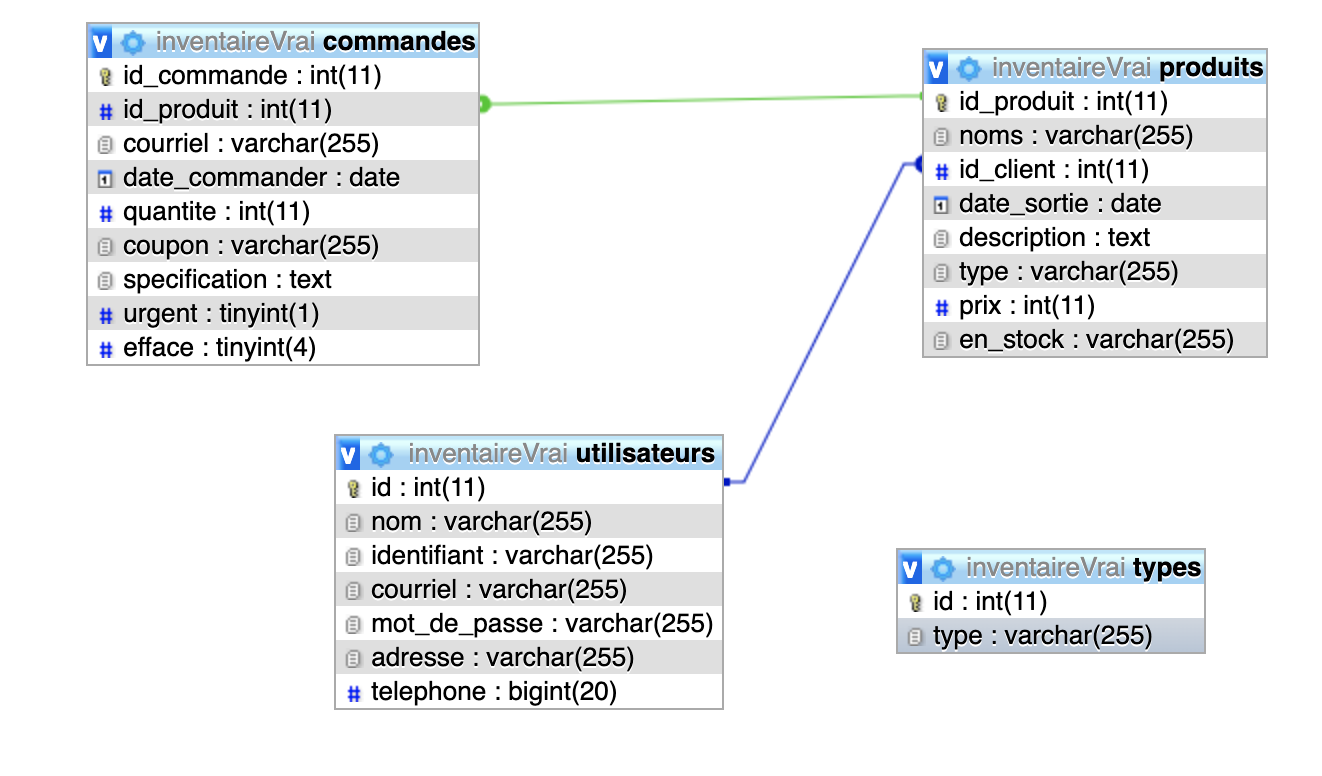 v inventaireVrai commandes
id_commande : int(11)
# id_produit : int(11)
courriel : varchar(255)
date_commander : date
# quantite : int(11)
coupon : varchar(255)
specification : text
# urgent : tinyint(1)
# efface : tinyint(4)
v inventaireVrai produits
id_produit : int(11)
noms : varchar(255)
# id_client : int(11)
date_sortie : date
description : text
type : varchar(255)
# prix : int(11)
en_stock : varchar(255)
v inventaireVrai utilisateurs
id : int(11)
nom : varchar(255)
identifiant : varchar(255)
courriel : varchar(255)
mot_de_passe : varchar(255)
adresse : varchar(255)
# telephone : bigint(20)
v inventaireVrai types
id : int(11)
type : varchar(255)